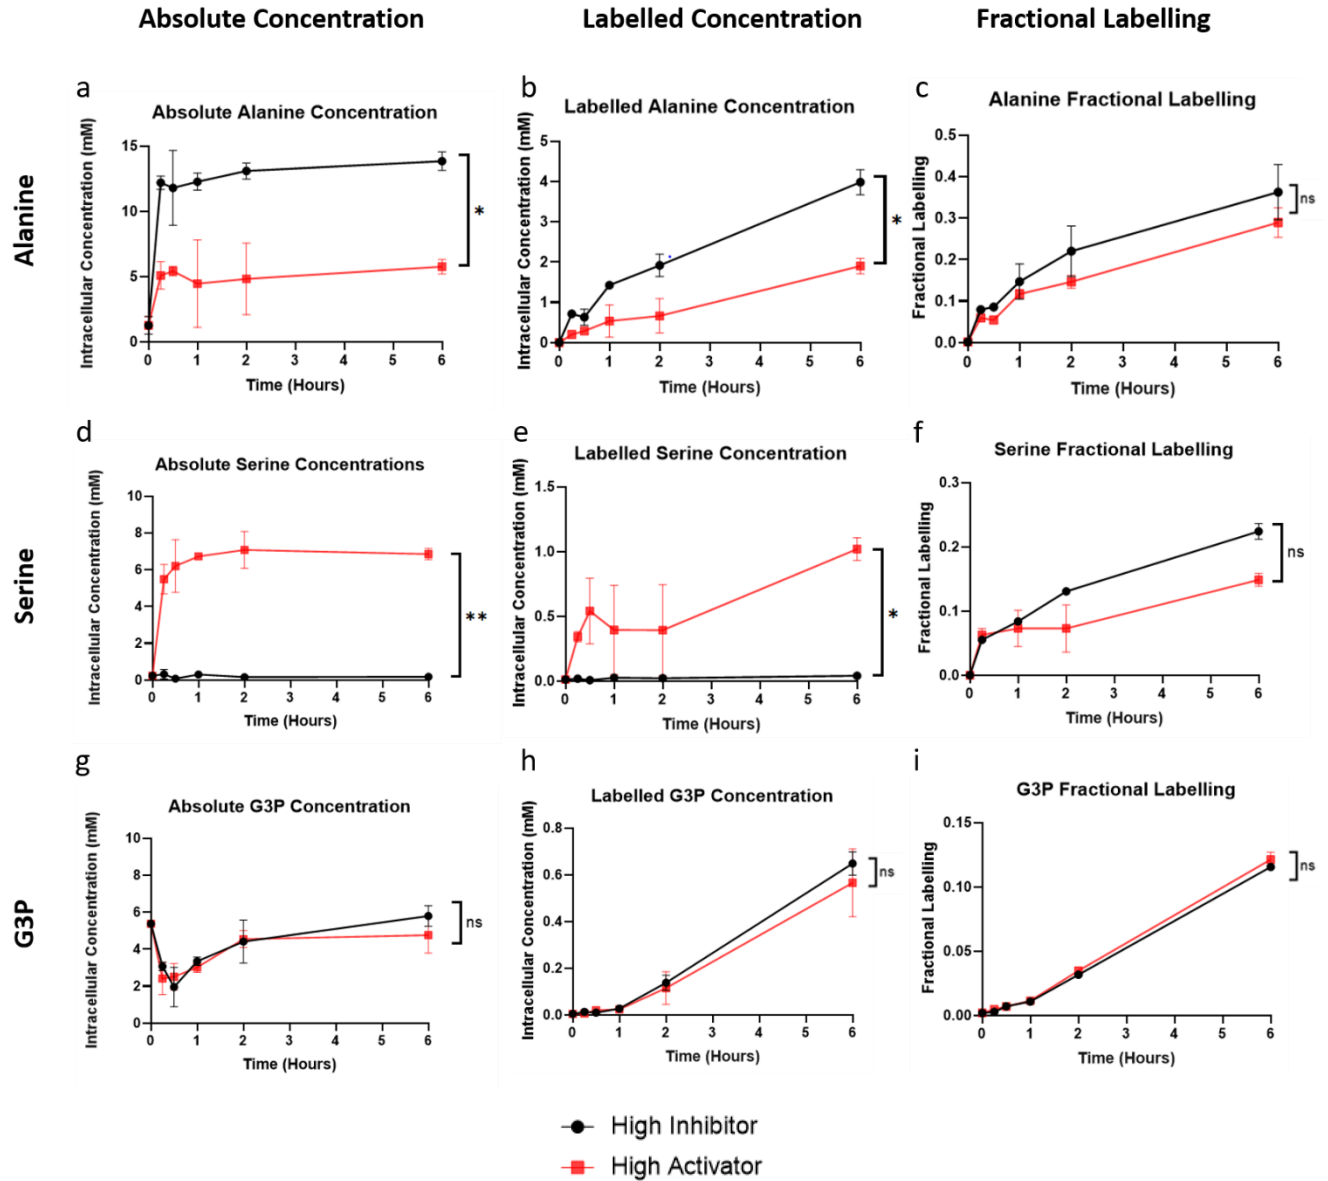 Absolute Concentration
Labelled Concentration
Fractional Labelling
Alanine
a
Absolute Alanine Concentration
Intracellular Concentration (mM)
15
10
5
0
0 1 2 3 4 5 6
Time (Hours)
*
b
Labelled Alanine Concentration
Intracellular Concentration (mM)
5
4
3
2
1
0
0 1 2 3 4 5 6
Time (Hours)
*
c
Alanine Fractional Labelling
Fractional Labelling
0.5
0.4
0.3
0.2
0.1
0.0
0 1 2 3 4 5 6
Time (Hours)
ns
Serine
d
Absolute Serine Concentrations
Intracellular Concentration (mM)
10
8
6
4
2
0
0 1 2 3 4 5 6
Time (Hours)
**
e
Labelled Serine Concentration
Intracellular Concentration (mM)
1.5
1.0
0.5
0.0
0 1 2 3 4 5 6
Time (Hours)
*
f
Serine Fractional Labelling
Fractional Labelling
0.3
0.2
0.1
0.0
0 1 2 3 4 5 6
Time (Hours)
ns
G3P
g
Absolute G3P Concentration
Intracellular Concentration (mM)
10
8
6
4
2
0
0 1 2 3 4 5 6
Time (Hours)
ns
h
Labelled G3P Concentration
Intracellular Concentration (mM)
0.8
0.6
0.4
0.2
0.0
0 1 2 3 4 5 6
Time (Hours)
ns
i
G3P Fractional Labelling
Fractional Labelling
0.15
0.10
0.05
0.00
0 1 2 3 4 5 6
Time (Hours)
ns
High Inhibitor
High Activator